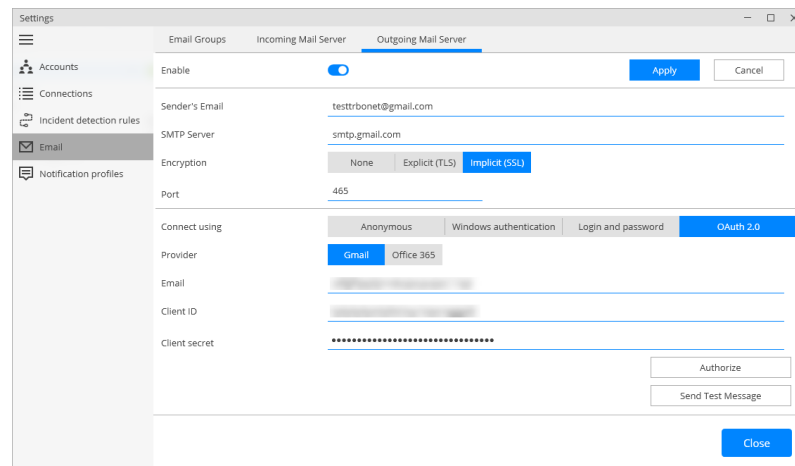 Settings
Email Groups Incoming Mail Server Outgoing Mail Server
Accounts
Connections
Incident detection rules
Email
Notification profiles
Enable Apply Cancel
Sender's Email testtrbonet@gmail.com
SMTP Server smtp.gmail.com
Encryption None Explicit (TLS) Implicit (SSL)
Port 465
Connect using Anonymous Windows authentication Login and password OAuth 2.0
Provider Gmail Office 365
Email
Client ID
Client secret
Authorize
Send Test Message
Close